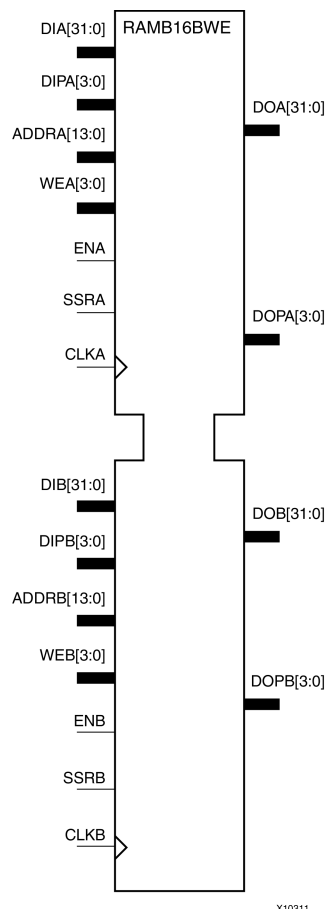 DIA[31:0]
RAMB16BWE
DIPA[3:0]
DOA[31:0]
ADDRA[13:0]
WEA[3:0]
ENA
SSRA
DOPA[3:0]
CLKA
DIB[31:0]
DOB[31:0]
DIPB[3:0]
ADDRB[13:0]
WEB[3:0]
DOPB[3:0]
ENB
SSRB
CLKB
X10311